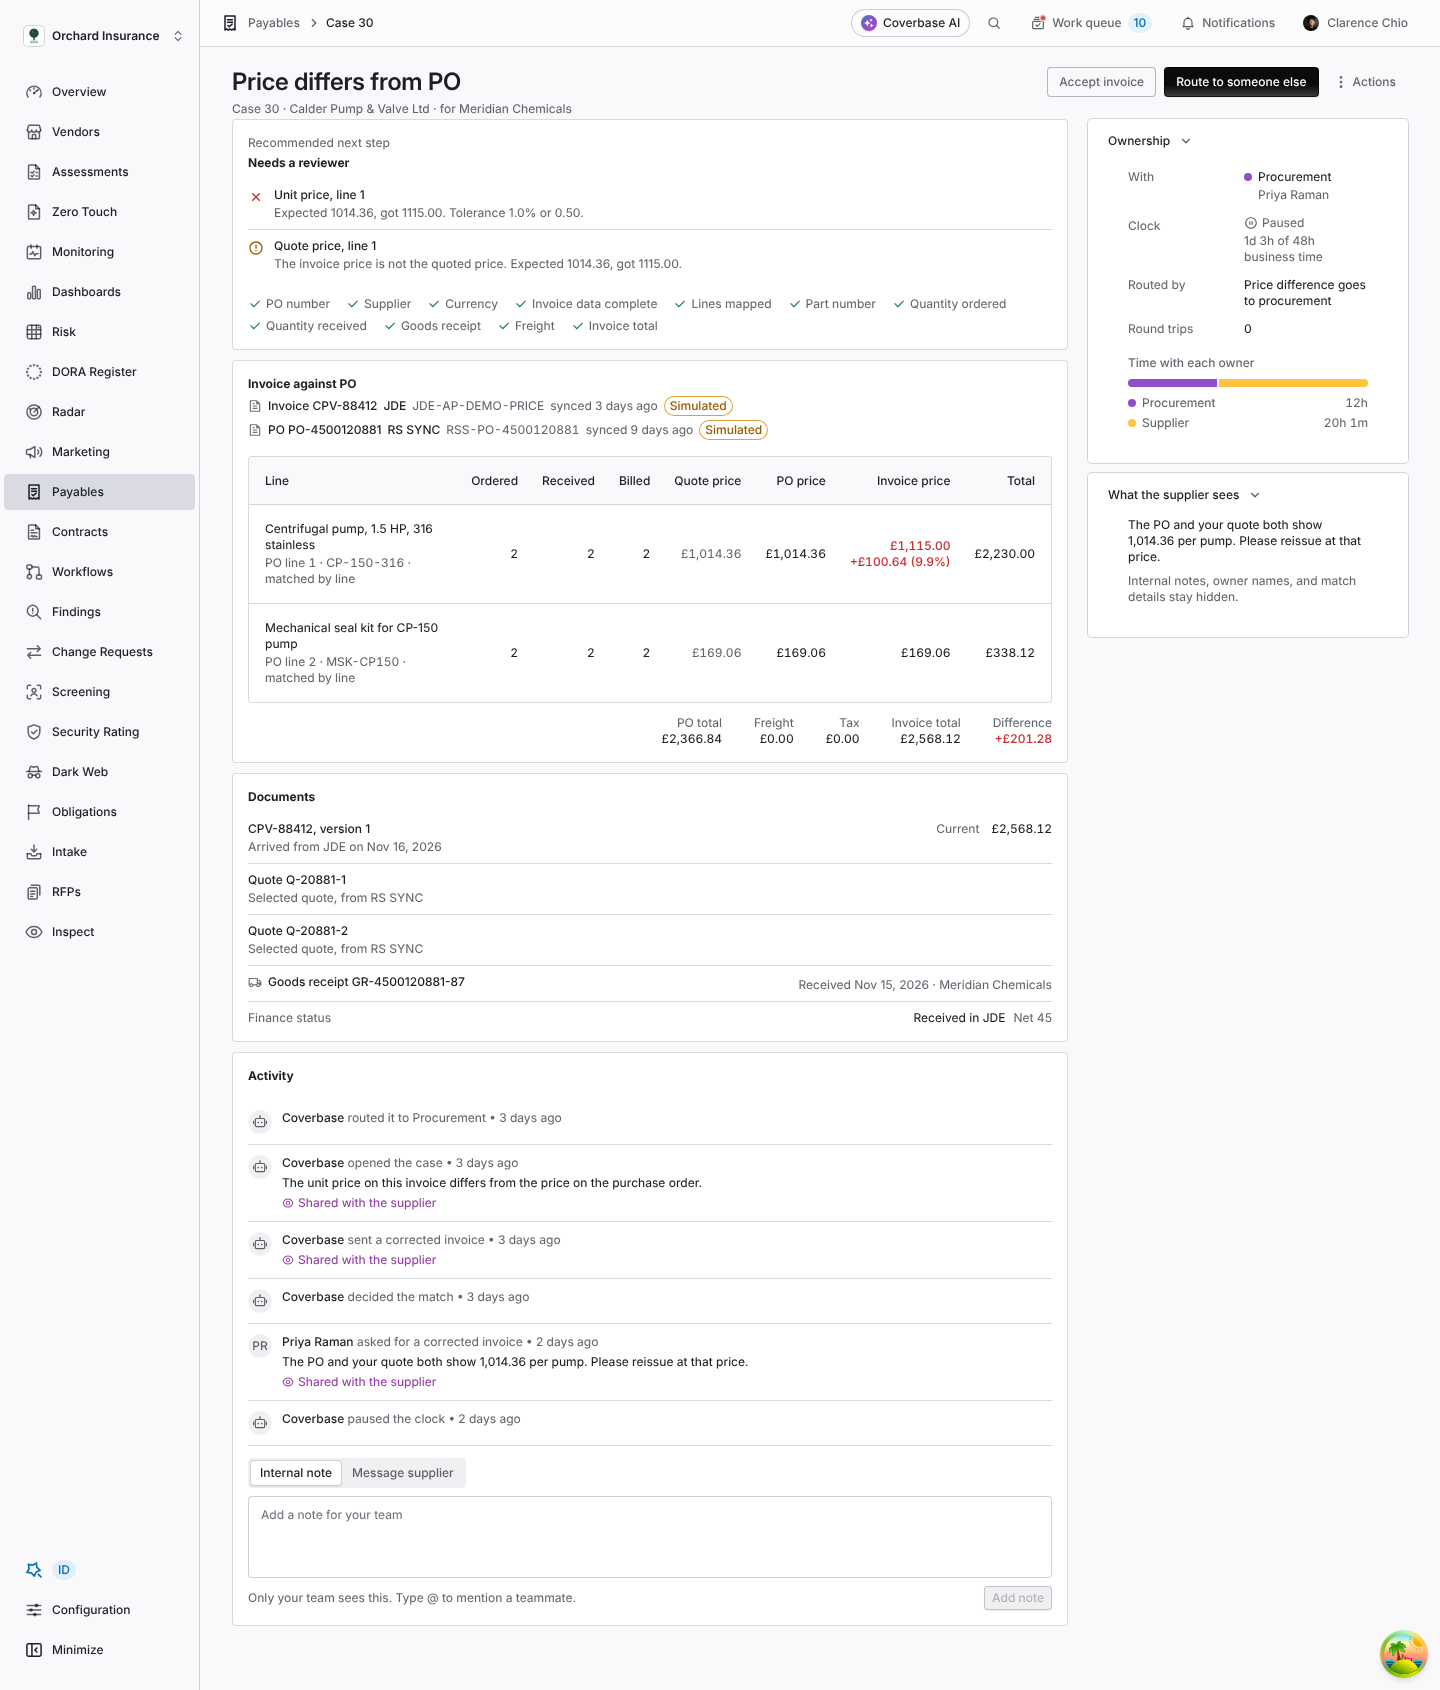 Orchard Insurance
Overview
Vendors
Assessments
Zero Touch
Monitoring
Dashboards
Risk
DORA Register
Radar
Marketing
Payables
Contracts
Workflows
Findings
Change Requests
Screening
Security Rating
Dark Web
Obligations
Intake
RFPs
Inspect
ID
Configuration
Minimize
Payables > Case 30
Coverbase AI
Work queue 10
Notifications
Clarence Chio
Price differs from PO
Case 30 · Calder Pump & Valve Ltd · for Meridian Chemicals
Accept invoice
Route to someone else
Actions
Recommended next step
Needs a reviewer
Unit price, line 1
Expected 1014.36, got 1115.00. Tolerance 1.0% or 0.50.
Quote price, line 1
The invoice price is not the quoted price. Expected 1014.36, got 1115.00.
PO number Supplier Currency Invoice data complete Lines mapped Part number Quantity ordered
Quantity received Goods receipt Freight Invoice total
Invoice against PO
Invoice CPV-88412 JDE JDE-AP-DEMO-PRICE synced 3 days ago Simulated
PO PO-4500120881 RS SYNC RSS-PO-4500120881 synced 9 days ago Simulated
Line Ordered Received Billed Quote price PO price Invoice price Total
Centrifugal pump, 1.5 HP, 316
stainless
PO line 1 · CP-150-316 ·
matched by line
2 2 2 £1,014.36 £1,014.36 £1,115.00
+£100.64 (9.9%)
£2,230.00
Mechanical seal kit for CP-150
pump
PO line 2 · MSK-CP150 ·
matched by line
2 2 2 £169.06 £169.06 £169.06 £338.12
PO total Freight Tax Invoice total Difference
£2,366.84 £0.00 £0.00 £2,568.12 +£201.28
Documents
CPV-88412, version 1
Arrived from JDE on Nov 16, 2026
Current £2,568.12
Quote Q-20881-1
Selected quote, from RS SYNC
Quote Q-20881-2
Selected quote, from RS SYNC
Goods receipt GR-4500120881-87
Received Nov 15, 2026 · Meridian Chemicals
Finance status
Received in JDE Net 45
Activity
Coverbase routed it to Procurement • 3 days ago
Coverbase opened the case • 3 days ago
The unit price on this invoice differs from the price on the purchase order.
Shared with the supplier
Coverbase sent a corrected invoice • 3 days ago
Shared with the supplier
Coverbase decided the match • 3 days ago
PR
Priya Raman asked for a corrected invoice • 2 days ago
The PO and your quote both show 1,014.36 per pump. Please reissue at that price.
Shared with the supplier
Coverbase paused the clock • 2 days ago
Internal note
Message supplier
Add a note for your team
Only your team sees this. Type @ to mention a teammate.
Add note
Ownership
With
Procurement
Priya Raman
Clock
Paused
1d 3h of 48h
business time
Routed by
Price difference goes
to procurement
Round trips
0
Time with each owner
Procurement 12h
Supplier 20h 1m
What the supplier sees
The PO and your quote both show
1,014.36 per pump. Please reissue at that
price.
Internal notes, owner names, and match
details stay hidden.